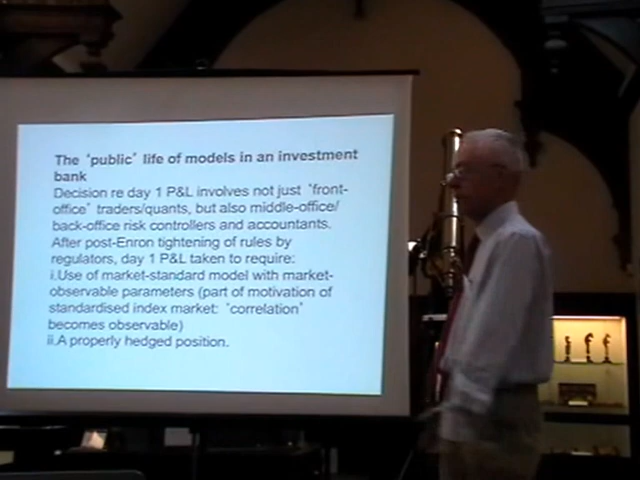 The 'public' life of models in an investment
bank
Decision re day 1 P&L involves not just 'front-
office' traders/quants, but also middle-office/
back-office risk controllers and accountants.
After post-Enron tightening of rules by
regulators, day 1 P&L taken to require:
i.Use of market-standard model with market-
observable parameters (part of motivation of
standardised index market: 'correlation'
becomes observable)
ii.A properly hedged position.